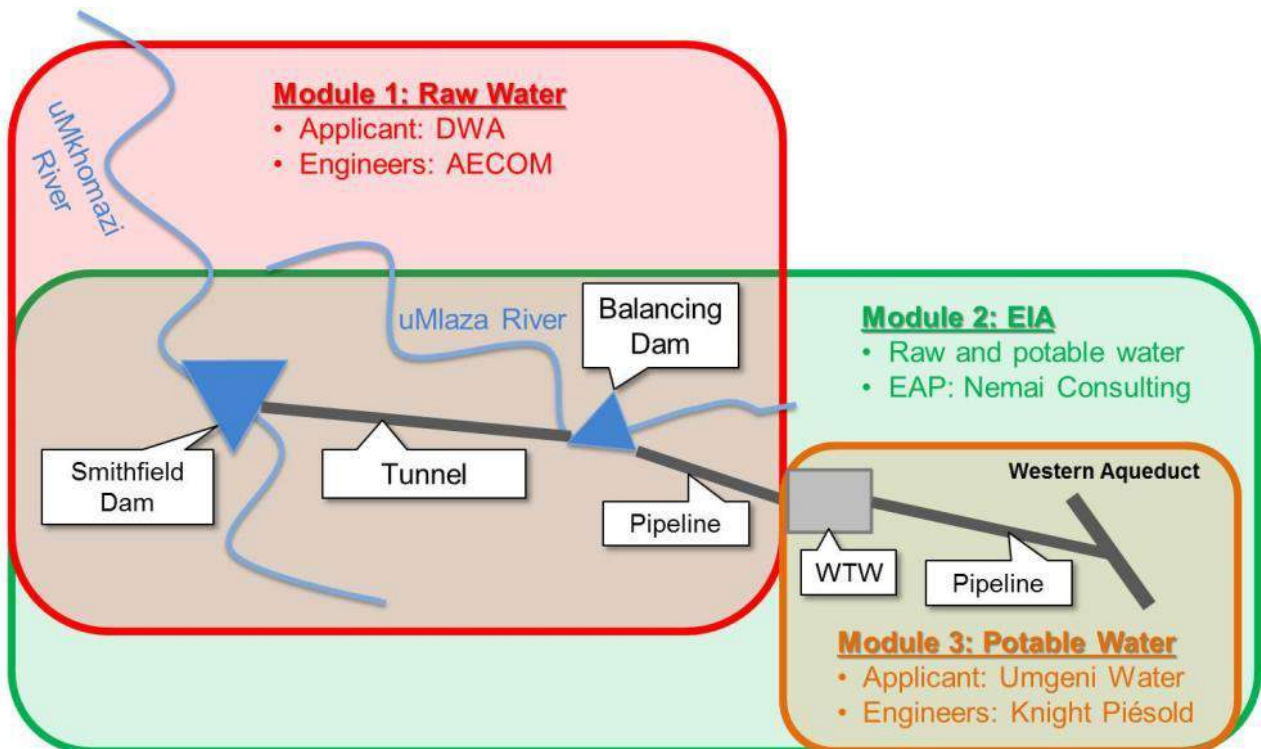 Module 1: Raw Water
• Applicant: DWA
• Engineers: AECOM
uMkhomazi
River
uMlaza River
Balancing
Dam
Module 2: EIA
• Raw and potable water
• EAP: Nemai Consulting
Smithfield
Dam
Tunnel
Pipeline
Western Aqueduct
WTW
Pipeline
Module 3: Potable Water
• Applicant: Umgeni Water
• Engineers: Knight Piésold